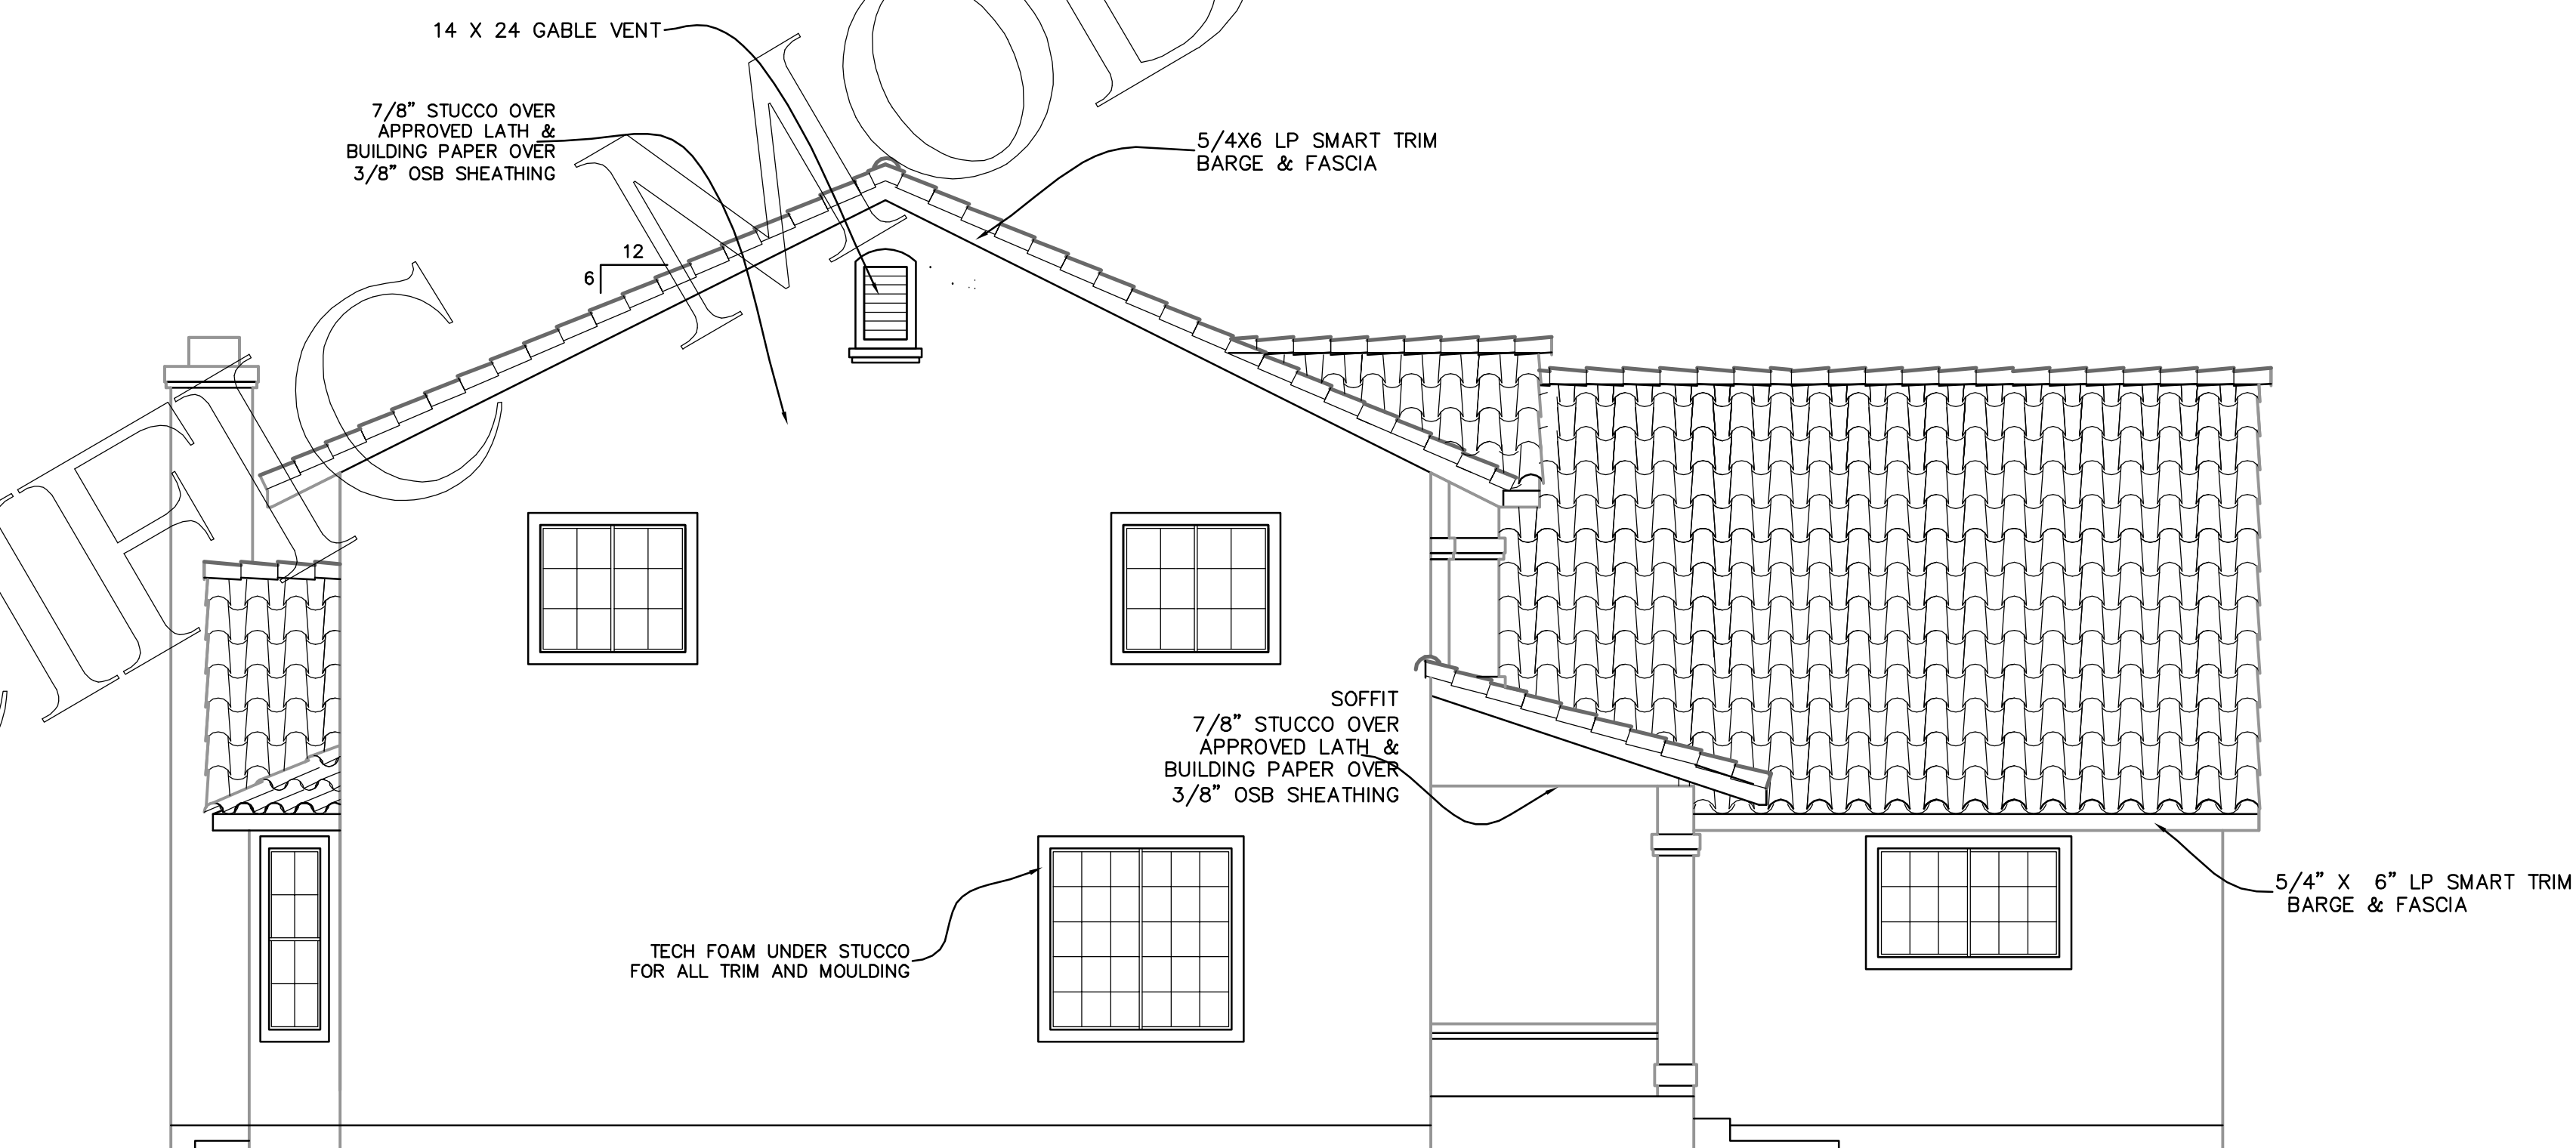 14 X 24 GABLE VENT
7/8” STUCCO OVER
APPROVED LATH &
BUILDING PAPER OVER
3/8” OSB SHEATHING
5/4X6 LP SMART TRIM
BARGE & FASCIA
12
6
SOFFIT
7/8” STUCCO OVER
APPROVED LATH &
BUILDING PAPER OVER
3/8” OSB SHEATHING
5/4” X 6” LP SMART TRIM
BARGE & FASCIA
TECH FOAM UNDER STUCCO
FOR ALL TRIM AND MOULDING